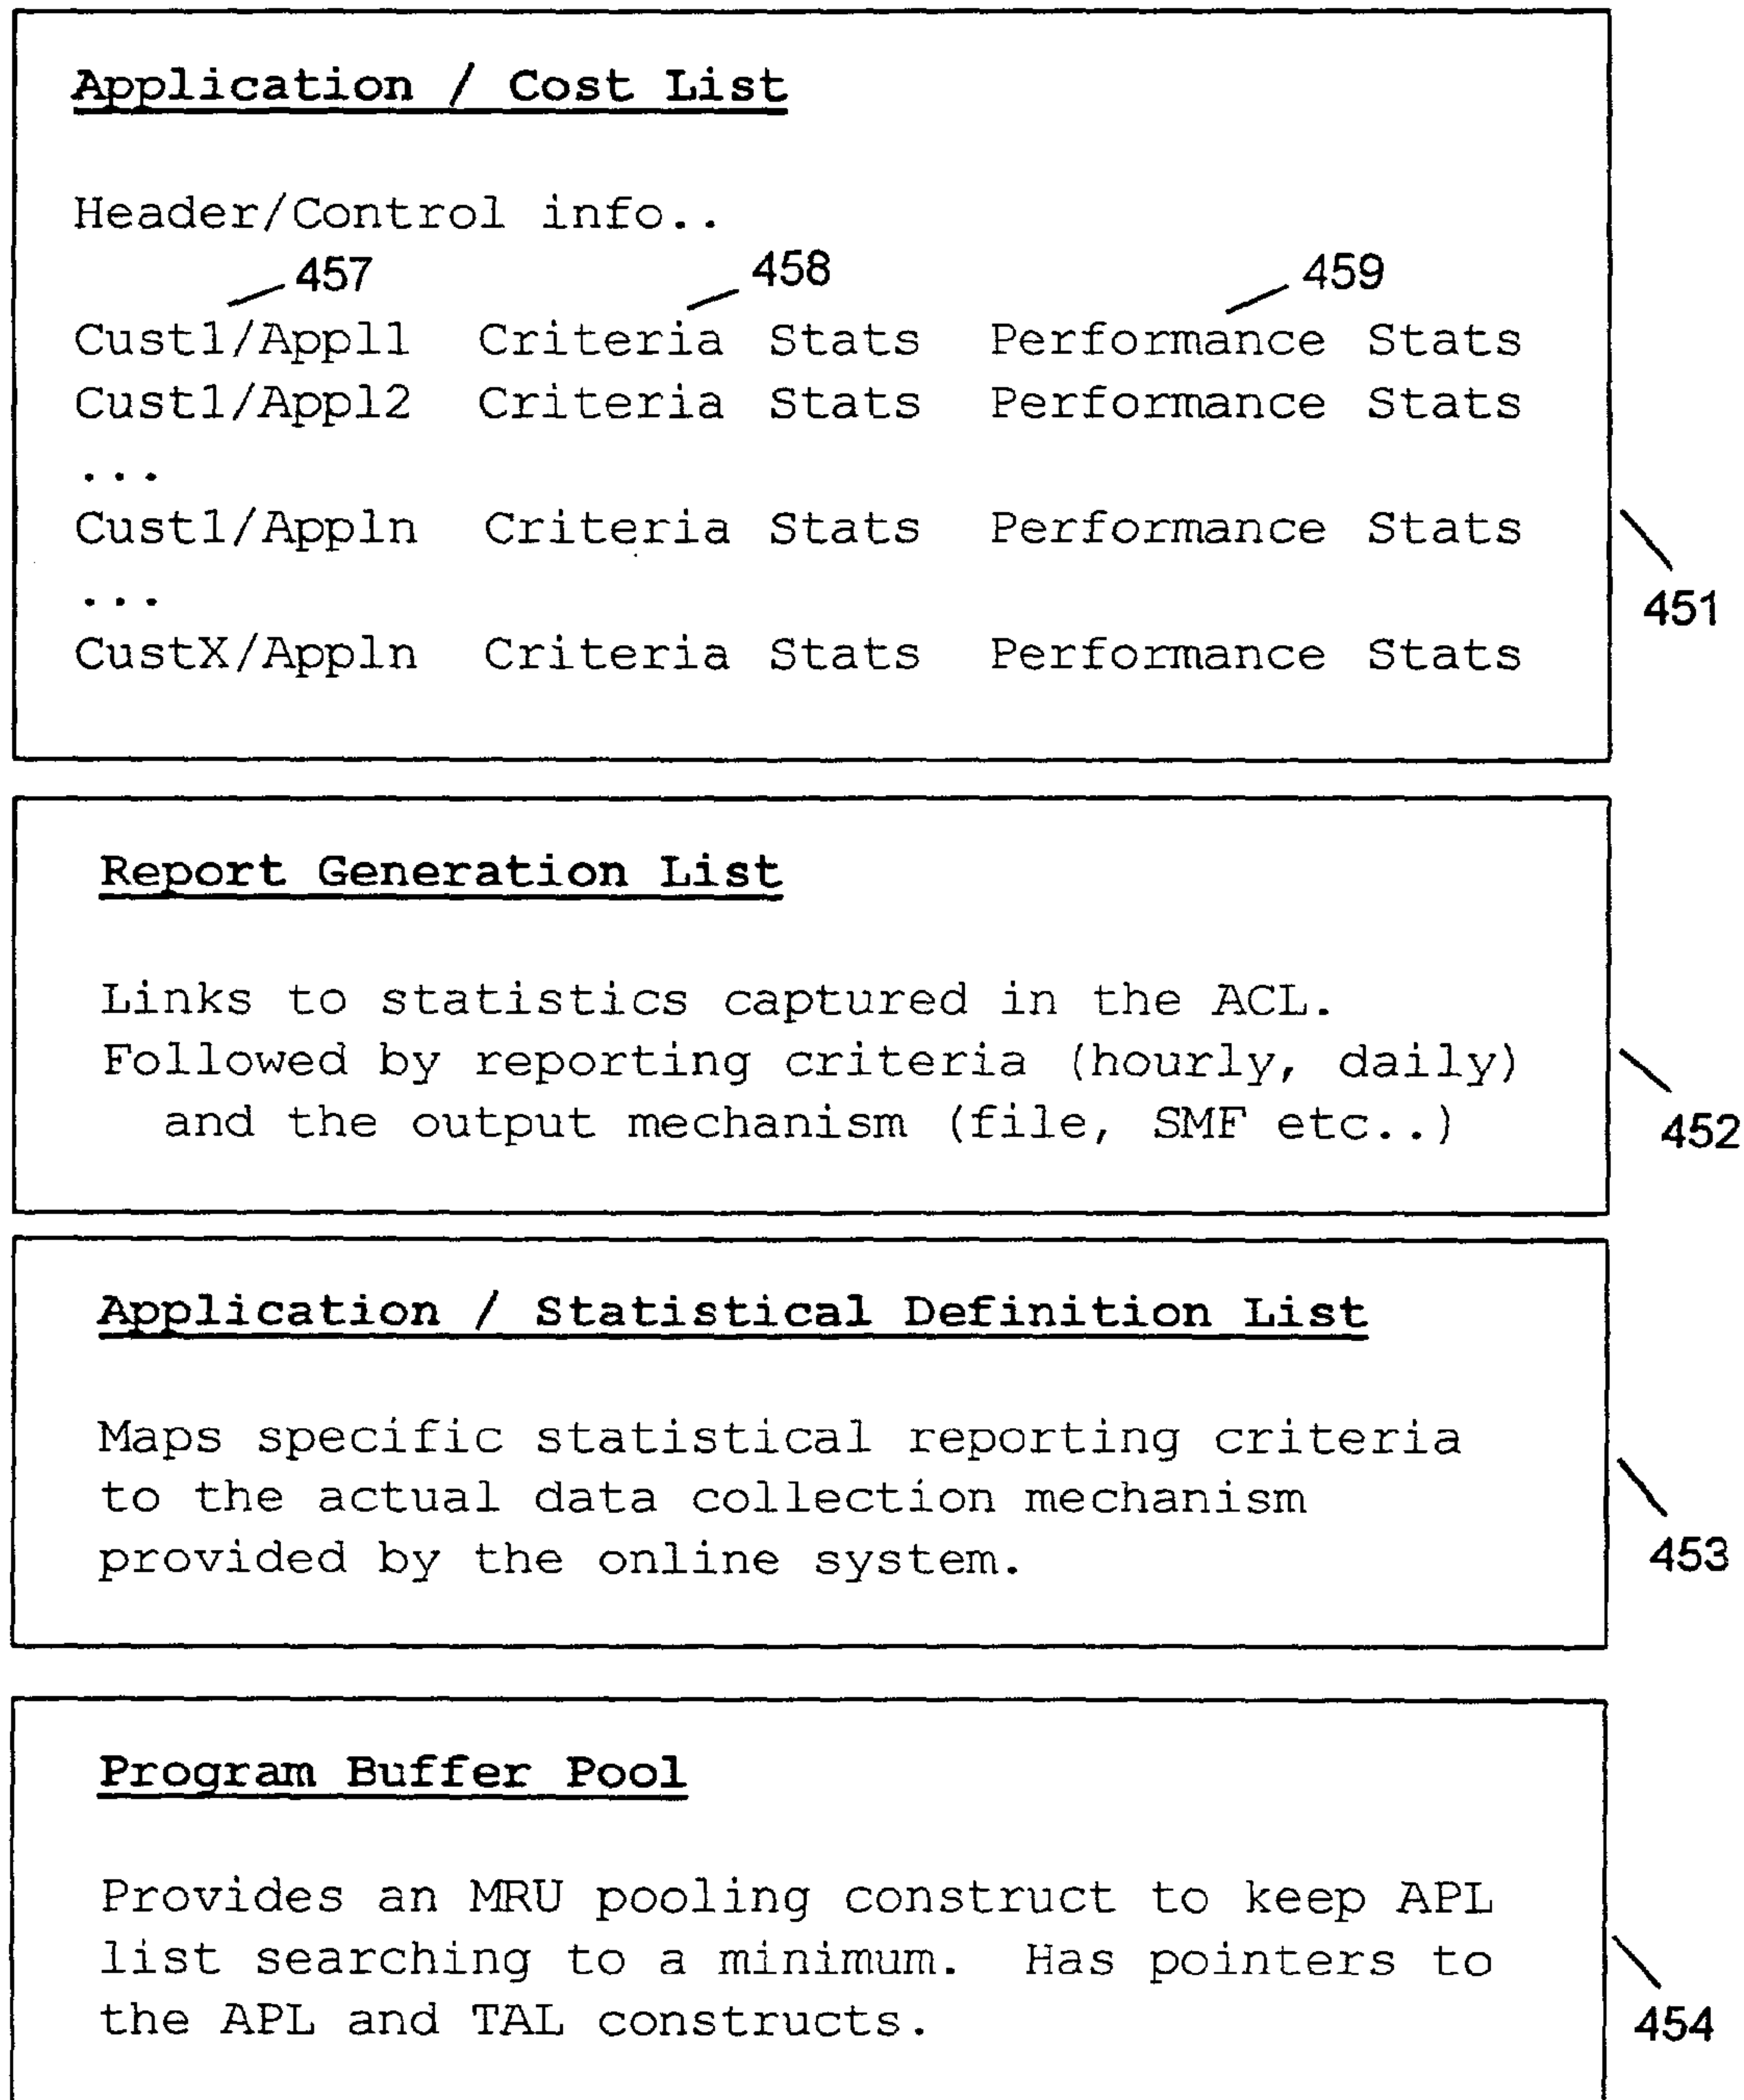 Application / Cost List
Header/Control info..
457 458 459
Cust1/Appl1 Criteria Stats Performance Stats
Cust1/Appl2 Criteria Stats Performance Stats
...
Cust1/Appln Criteria Stats Performance Stats
...
CustX/Appln Criteria Stats Performance Stats
451
Report Generation List
Links to statistics captured in the ACL.
Followed by reporting criteria (hourly, daily)
and the output mechanism (file, SMF etc..)
452
Application / Statistical Definition List
Maps specific statistical reporting criteria
to the actual data collection mechanism
provided by the online system.
453
Program Buffer Pool
Provides an MRU pooling construct to keep APL
list searching to a minimum. Has pointers to
the APL and TAL constructs.
454